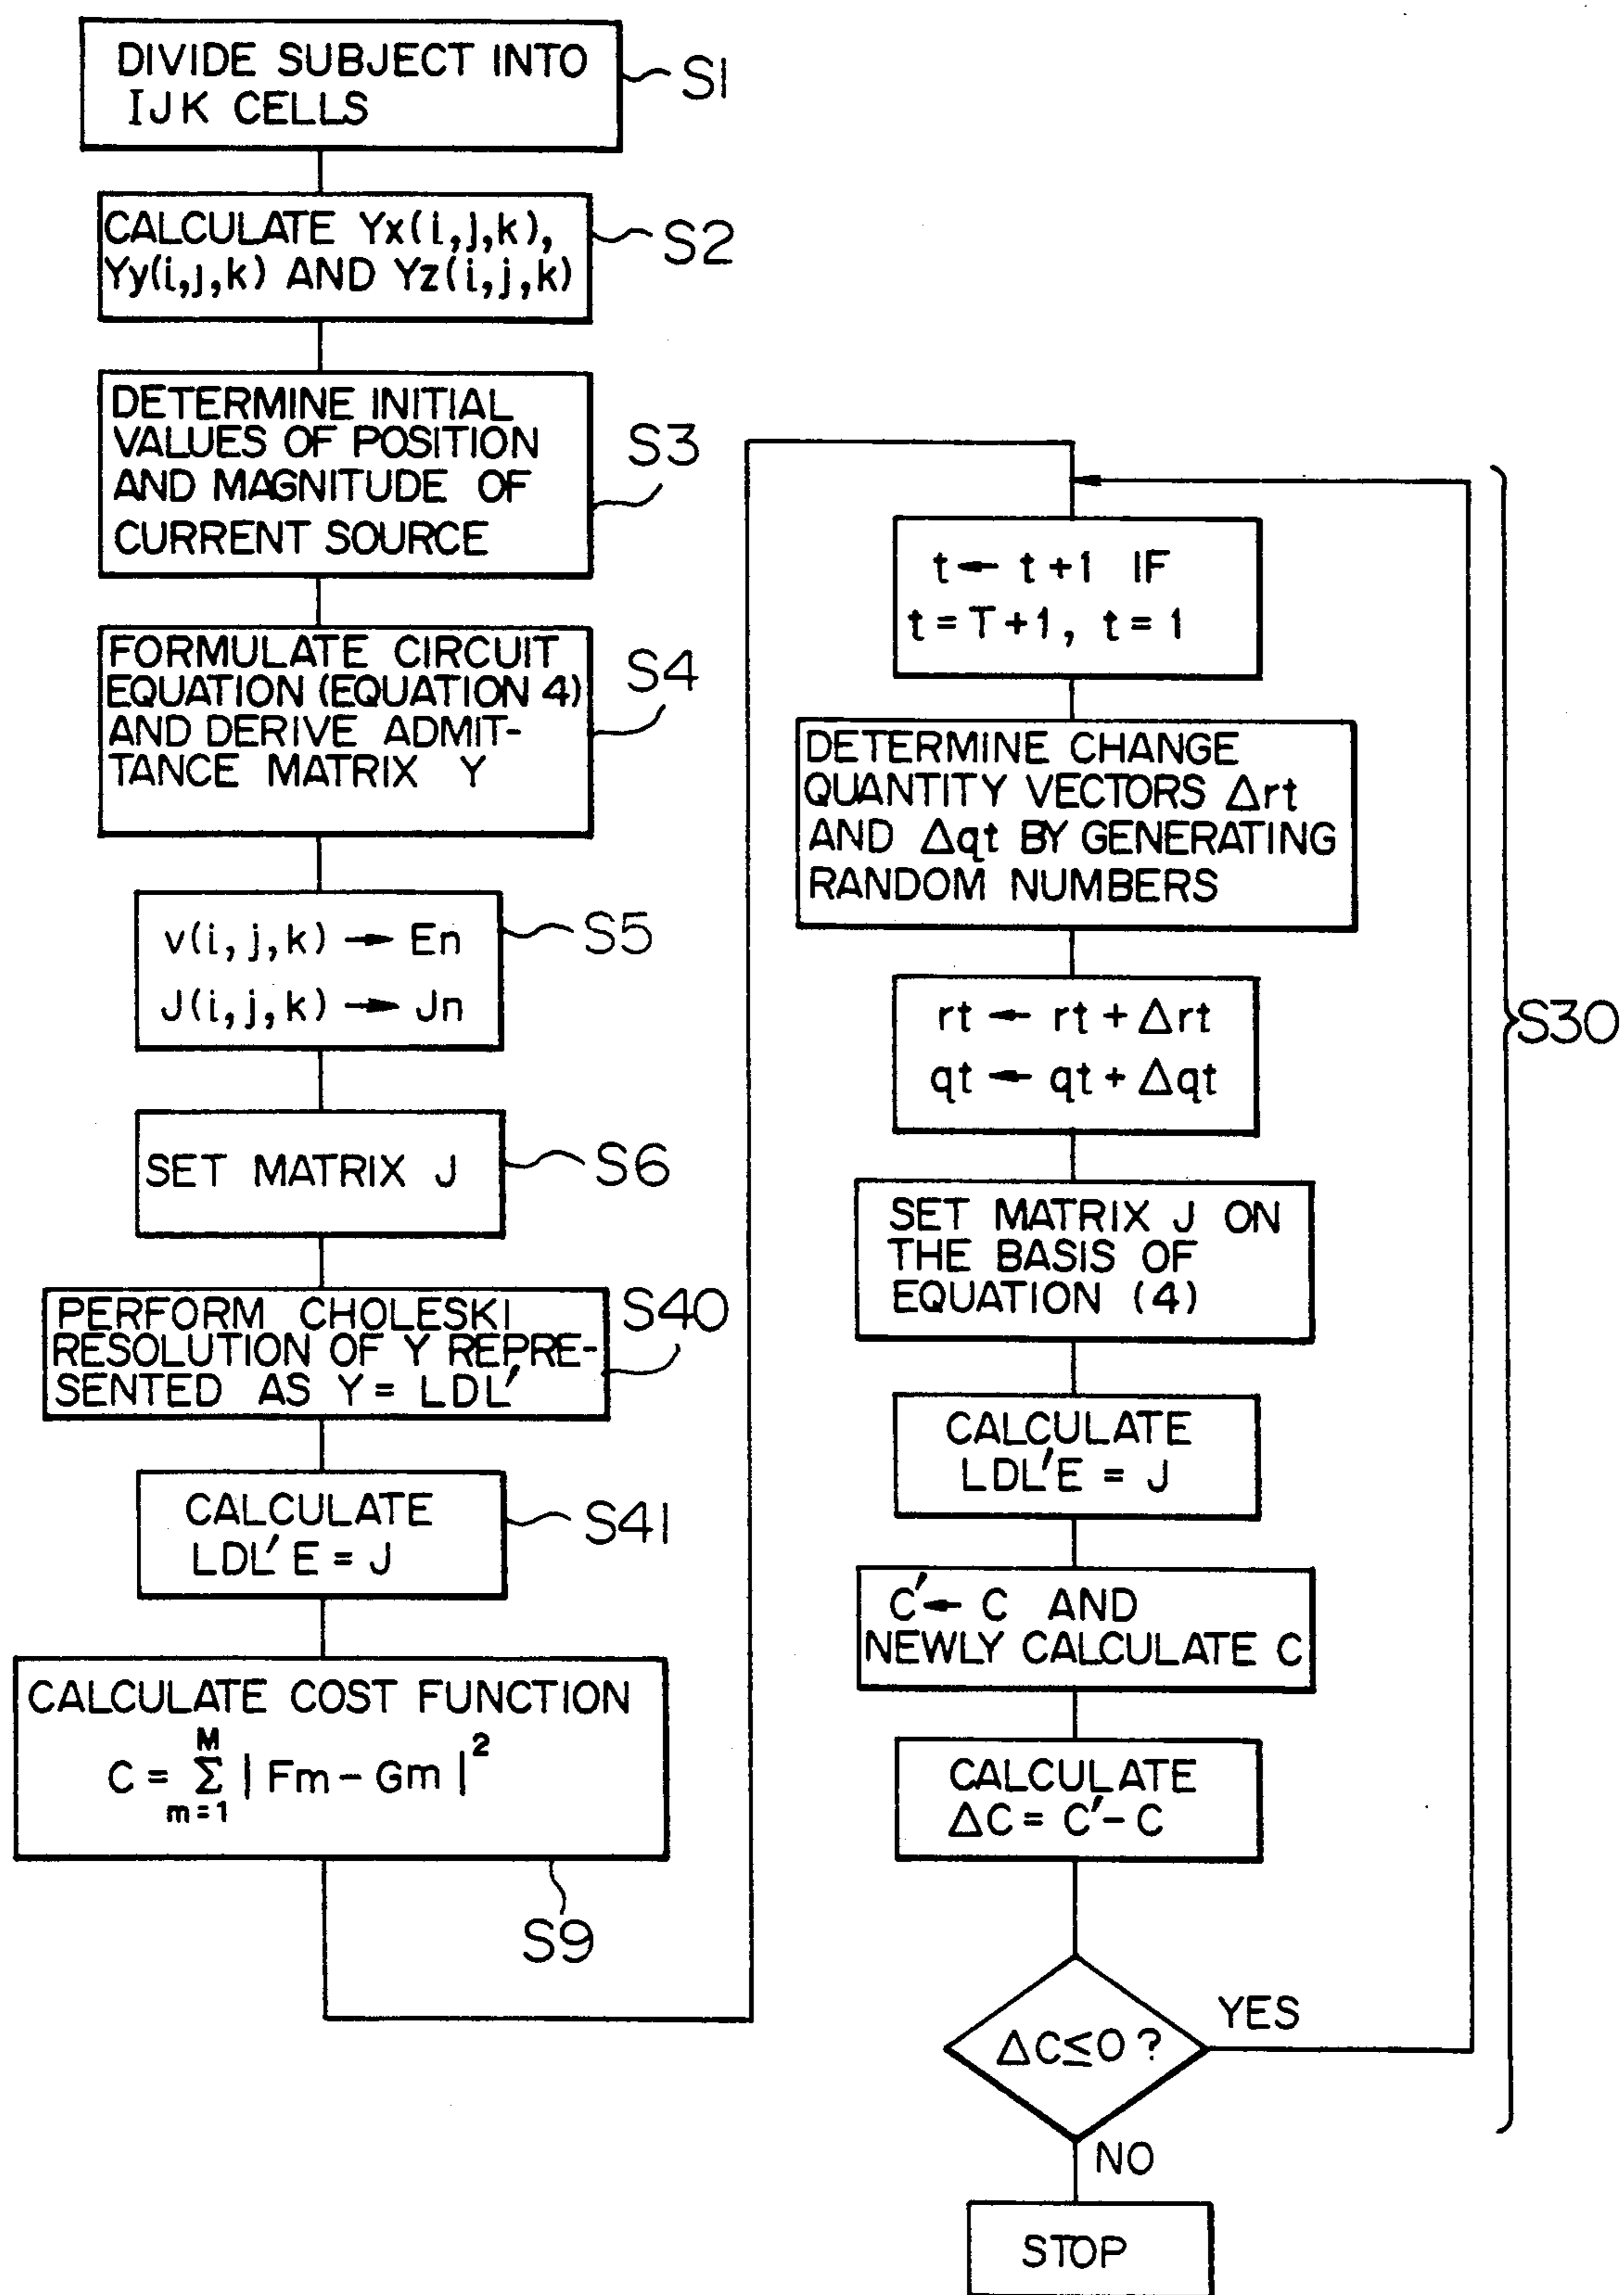 DIVIDE SUBJECT INTO
IJK CELLS
S1
CALCULATE Yx(i,j,k),
Yy(i,j,k) AND Yz(i,j,k)
S2
DETERMINE INITIAL
VALUES OF POSITION
AND MAGNITUDE OF
CURRENT SOURCE
S3
FORMULATE CIRCUIT
EQUATION (EQUATION 4)
AND DERIVE ADMIT-
TANCE MATRIX Y
S4
v(i,j,k) → En
J(i,j,k) → Jn
S5
SET MATRIX J
S6
PERFORM CHOLESKI
RESOLUTION OF Y REPRE-
SENTED AS Y = LDL′
S40
CALCULATE
LDL′E = J
S41
CALCULATE COST FUNCTION
C = M Σ m=1 | Fm - Gm |²
S9
t ← t+1 IF
t = T+1, t = 1
DETERMINE CHANGE
QUANTITY VECTORS Δrt
AND Δqt BY GENERATING
RANDOM NUMBERS
rt ← rt + Δrt
qt ← qt + Δqt
SET MATRIX J ON
THE BASIS OF
EQUATION (4)
CALCULATE
LDL′E = J
C′ ← C AND
NEWLY CALCULATE C
CALCULATE
ΔC = C′ - C
ΔC ≤ 0 ?
YES
NO
STOP
S30